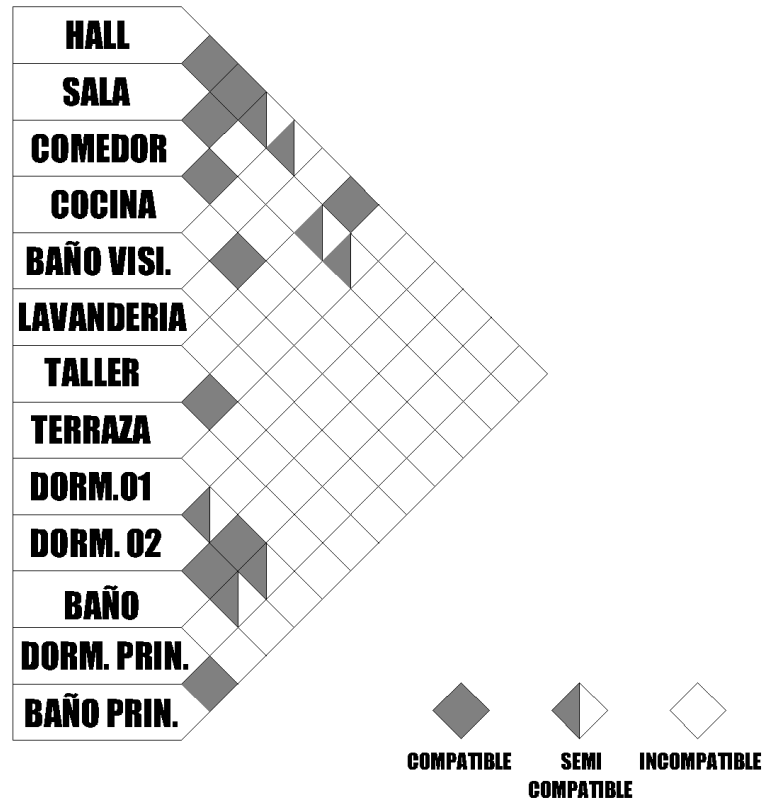 HALL
SALA
COMEDOR
COCINA
BAÑO VISI.
LAVANDERIA
TALLER
TERRAZA
DORM.01
DORM. 02
BAÑO
DORM. PRIN.
BAÑO PRIN.
COMPATIBLE
SEMI
COMPATIBLE
INCOMPATIBLE